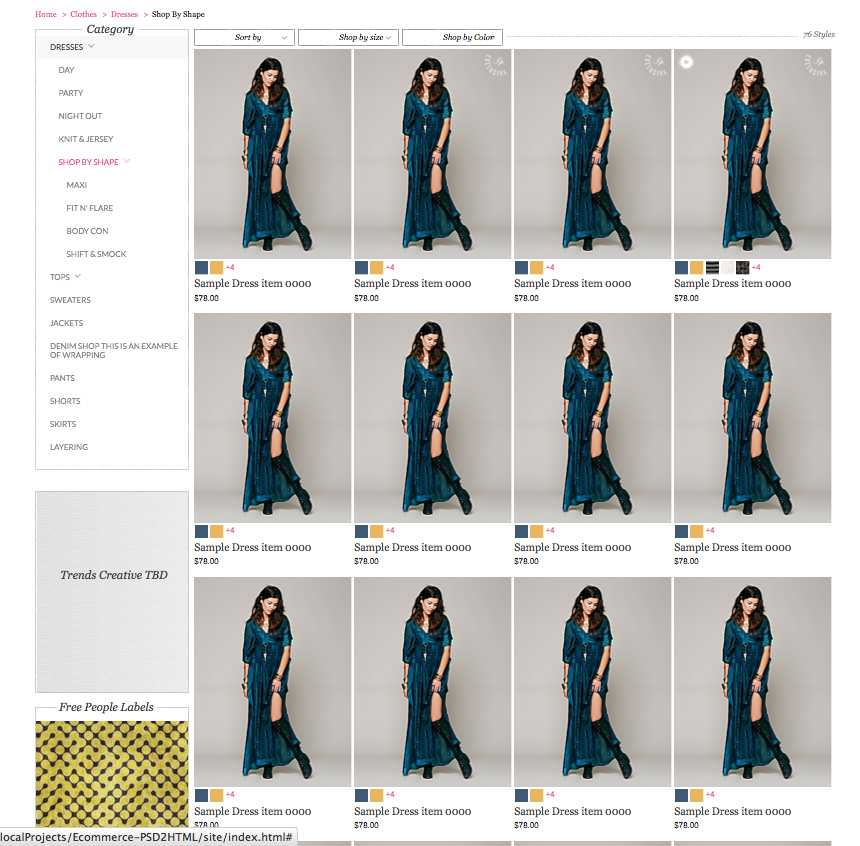 Home > Clothes > Dresses > Shop By Shape
Category
DRESSES
DAY
PARTY
NIGHT OUT
KNIT & JERSEY
SHOP BY SHAPE
MAXI
FIT N' FLARE
BODY CON
SHIFT & SMOCK
TOPS
SWEATERS
JACKETS
DENIM SHOP THIS IS AN EXAMPLE
OF WRAPPING
PANTS
SHORTS
SKIRTS
LAYERING
Trends Creative TBD
Free People Labels
Sort by Shop by size Shop by Color 76 Styles
+4 +4 +4 +4
Sample Dress item 0000 Sample Dress item 0000 Sample Dress item 0000 Sample Dress item 0000
$78.00 $78.00 $78.00 $78.00
+4 +4 +4 +4
Sample Dress item 0000 Sample Dress item 0000 Sample Dress item 0000 Sample Dress item 0000
$78.00 $78.00 $78.00 $78.00
+4 +4 +4 +4
Sample Dress item 0000 Sample Dress item 0000 Sample Dress item 0000 Sample Dress item 0000
$78.00 $78.00 $78.00 $78.00
localProjects/Ecommerce-PSD2HTML/site/index.html#